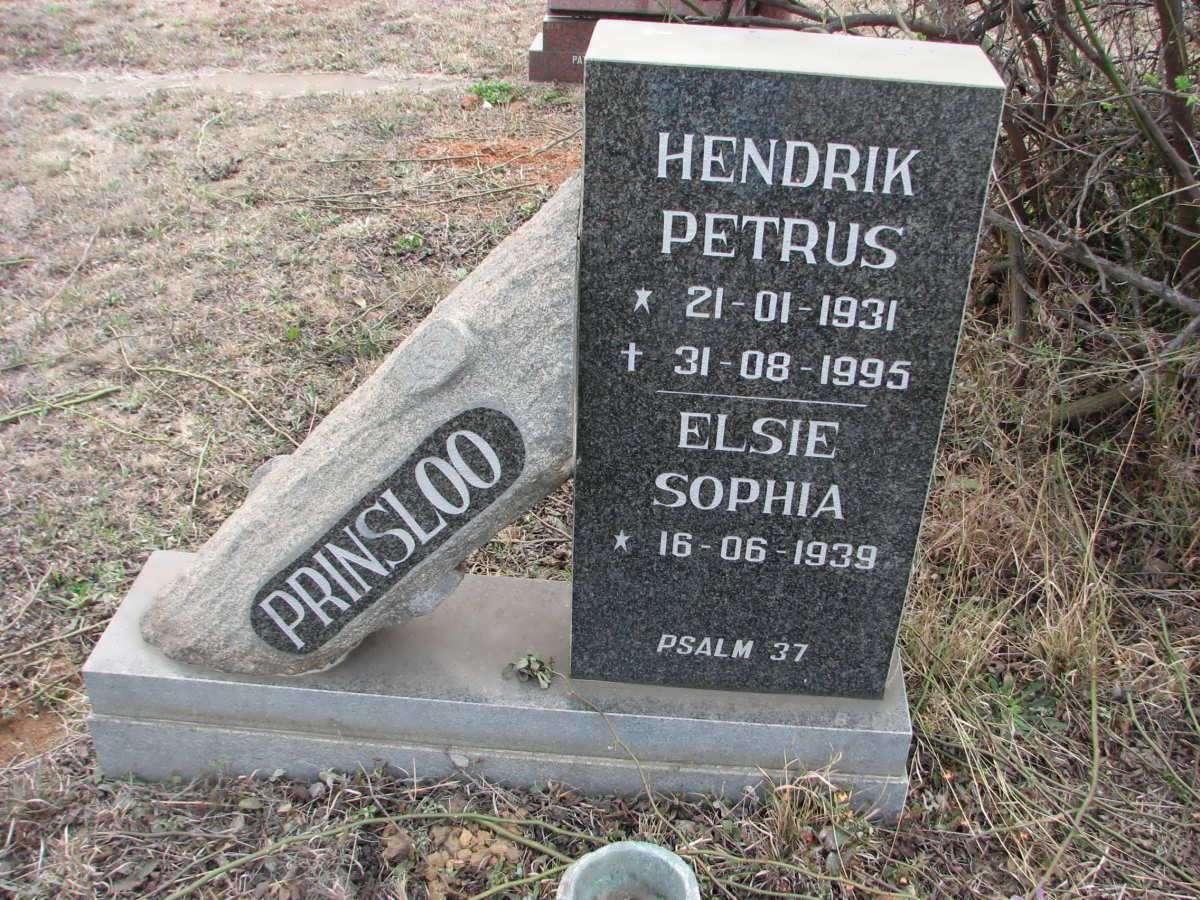 HENDRIK
PETRUS
★ 21-01-1931
✝ 31-08-1995
ELSIE
SOPHIA
★ 16-06-1939
PSALM 37
PRINSLOO